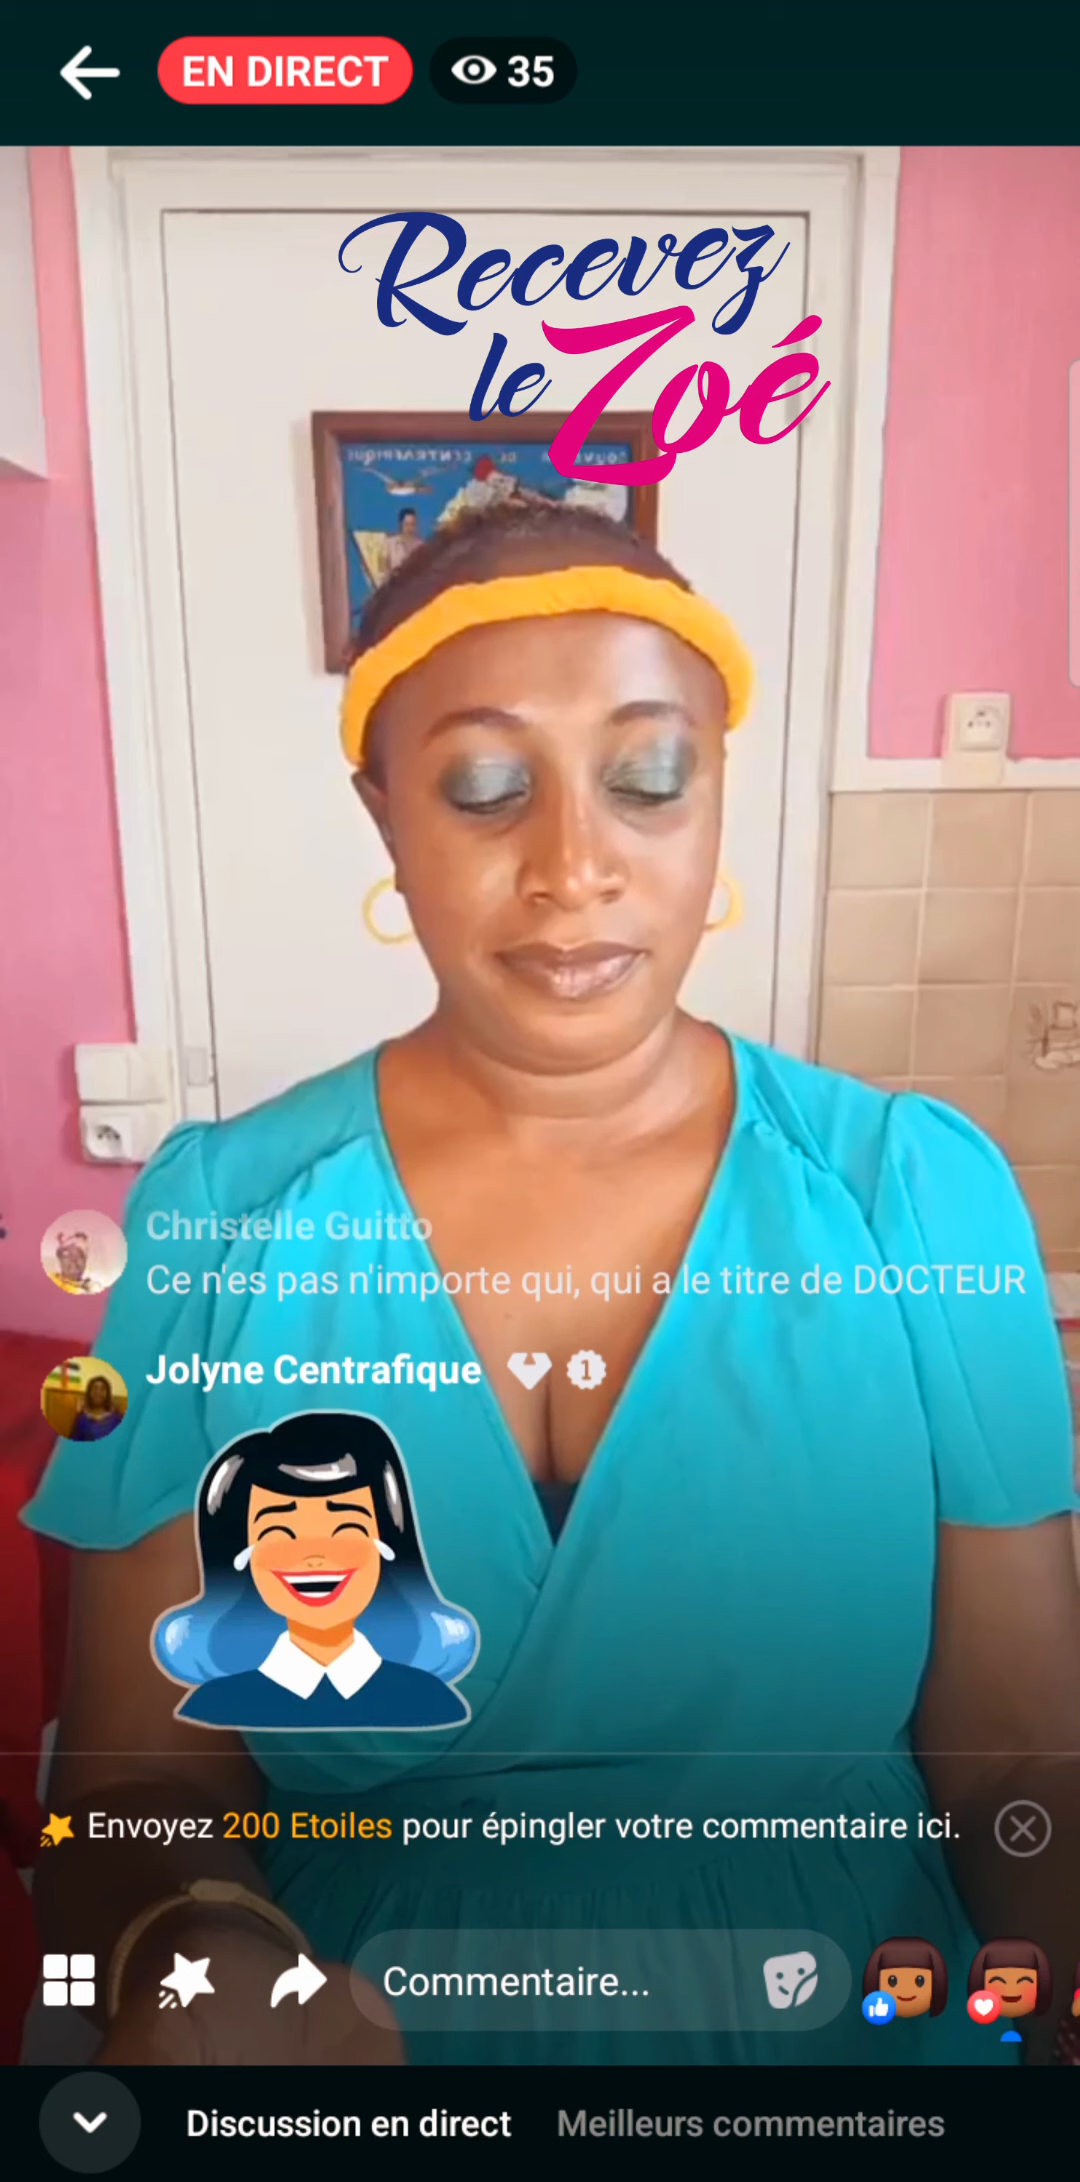 EN DIRECT 35
Recevez
le Zoé
Christelle Guitto
Ce n'es pas n'importe qui, qui a le titre de DOCTEUR
Jolyne Centrafique 1
Envoyez 200 Etoiles pour épingler votre commentaire ici.
Commentaire...
Discussion en direct Meilleurs commentaires